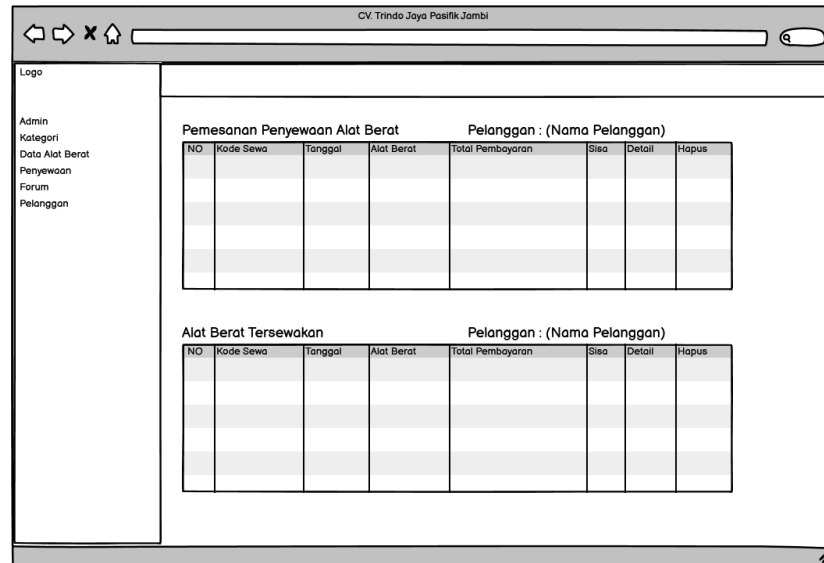 CV. Trindo Jaya Pasifik Jambi
Logo
Admin
Kategori
Data Alat Berat
Penyewaan
Forum
Pelanggan
Pemesanan Penyewaan Alat Berat Pelanggan : (Nama Pelanggan)
NO Kode Sewa Tanggal Alat Berat Total Pembayaran Sisa Detail Hapus
Alat Berat Tersewakan Pelanggan : (Nama Pelanggan)
NO Kode Sewa Tanggal Alat Berat Total Pembayaran Sisa Detail Hapus